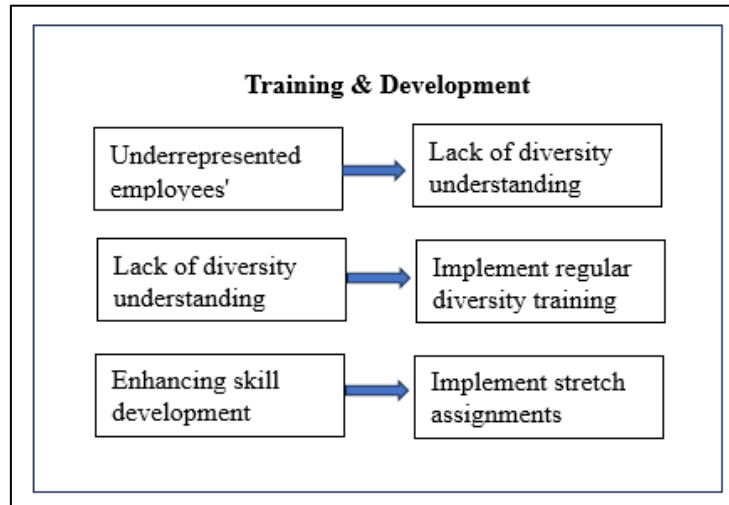 Training & Development
Underrepresented
employees'
Lack of diversity
understanding
Lack of diversity
understanding
Implement regular
diversity training
Enhancing skill
development
Implement stretch
assignments